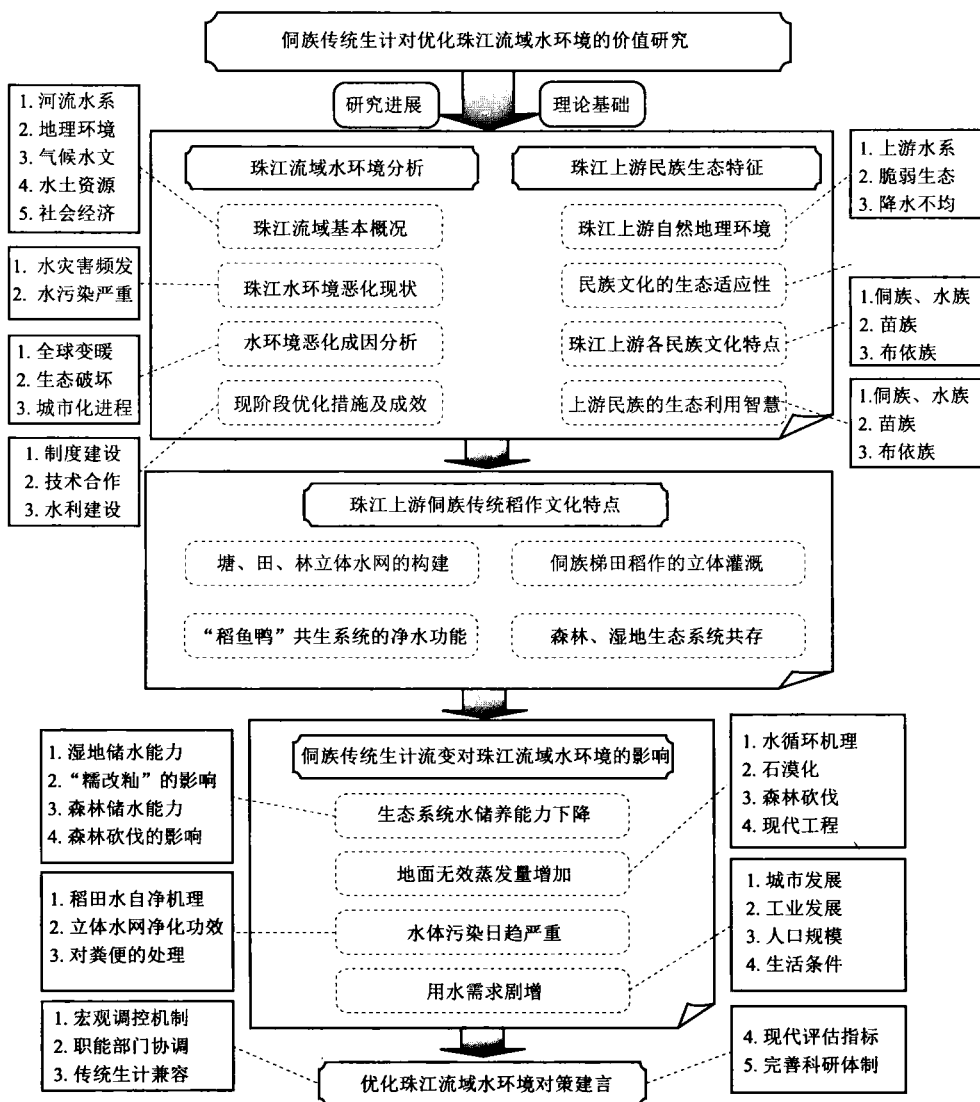 侗族传统生计对优化珠江流域水环境的价值研究
研究进展
理论基础
1. 河流水系
2. 地理环境
3. 气候水文
4. 水土资源
5. 社会经济
1. 水灾害频发
2. 水污染严重
1. 全球变暖
2. 生态破坏
3. 城市化进程
1. 制度建设
2. 技术合作
3. 水利建设
珠江流域水环境分析
珠江流域基本概况
珠江水环境恶化现状
水环境恶化成因分析
现阶段优化措施及成效
珠江上游民族生态特征
珠江上游自然地理环境
民族文化的生态适应性
珠江上游各民族文化特点
上游民族的生态利用智慧
1. 上游水系
2. 脆弱生态
3. 降水不均
1.侗族、水族
2. 苗族
3. 布依族
1.侗族、水族
2. 苗族
3. 布依族
珠江上游侗族传统稻作文化特点
塘、田、林立体水网的构建
侗族梯田稻作的立体灌溉
“稻鱼鸭”共生系统的净水功能
森林、湿地生态系统共存
侗族传统生计流变对珠江流域水环境的影响
生态系统水储养能力下降
地面无效蒸发量增加
水体污染日趋严重
用水需求剧增
1. 湿地储水能力
2. “糯改籼”的影响
3. 森林储水能力
4. 森林砍伐的影响
1. 稻田水自净机理
2. 立体水网净化功效
3. 对粪便的处理
1. 宏观调控机制
2. 职能部门协调
3. 传统生计兼容
1. 水循环机理
2. 石漠化
3. 森林砍伐
4. 现代工程
1. 城市发展
2. 工业发展
3. 人口规模
4. 生活条件
4. 现代评估指标
5. 完善科研体制
优化珠江流域水环境对策建言